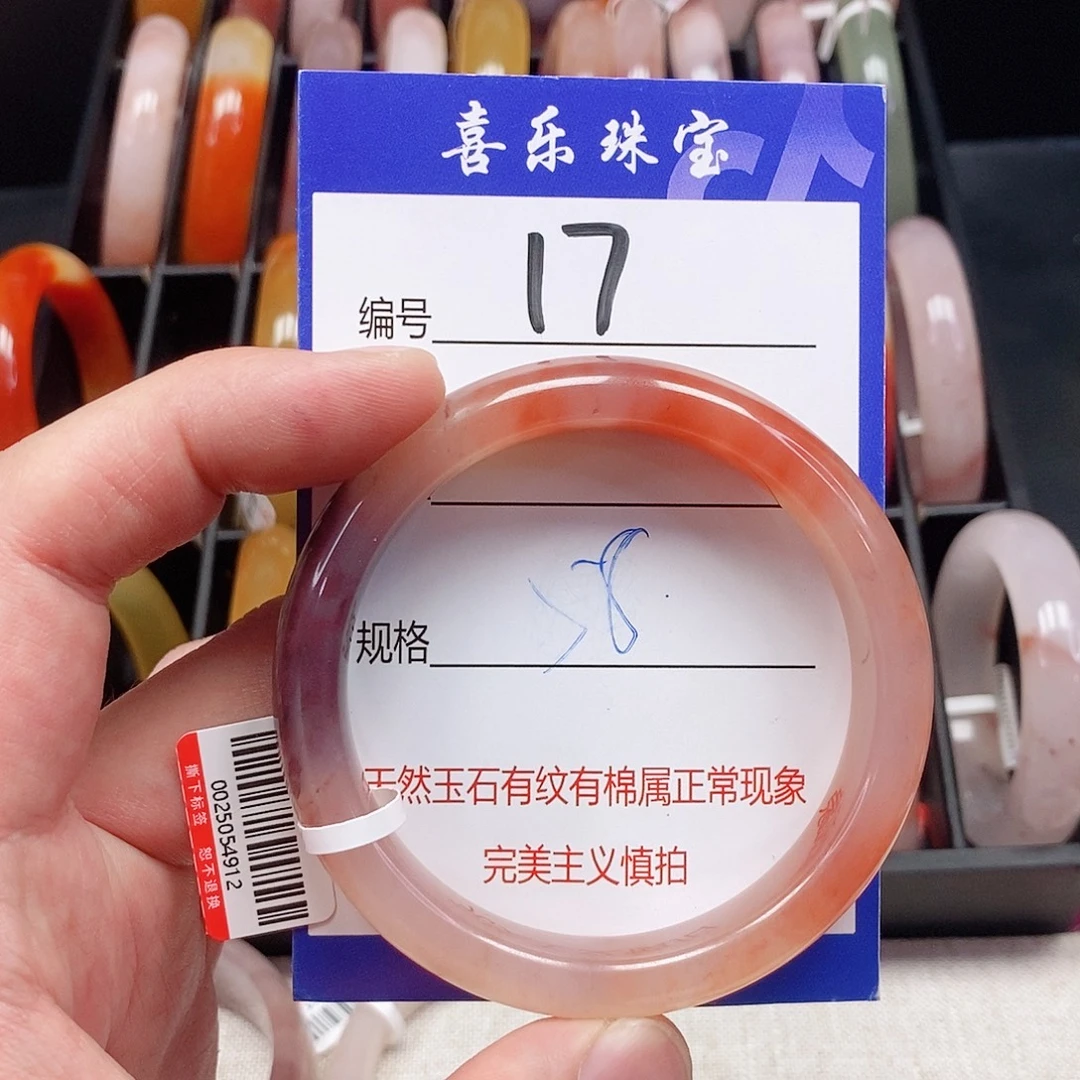 喜乐珠宝
编号 17
规格 58
天然玉石有纹有棉属正常现象
完美主义慎拍
撕下标签 恕不退换
0025054912